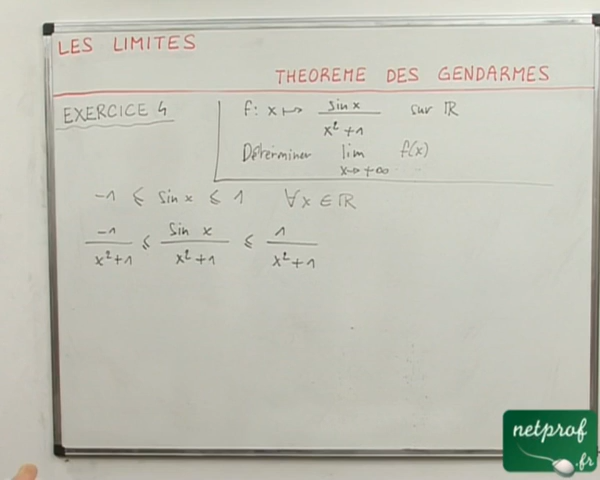 LES LIMITES
THEOREME DES GENDARMES
EXERCICE 4
f: x ↦ sin x / x² + 1 sur ℝ
Déterminer lim x→+∞ f(x)
-1 ⩽ sin x ⩽ 1 ∀x ∈ ℝ
-1 / x²+1 ⩽ sin x / x²+1 ⩽ 1 / x²+1
netprof
.fr